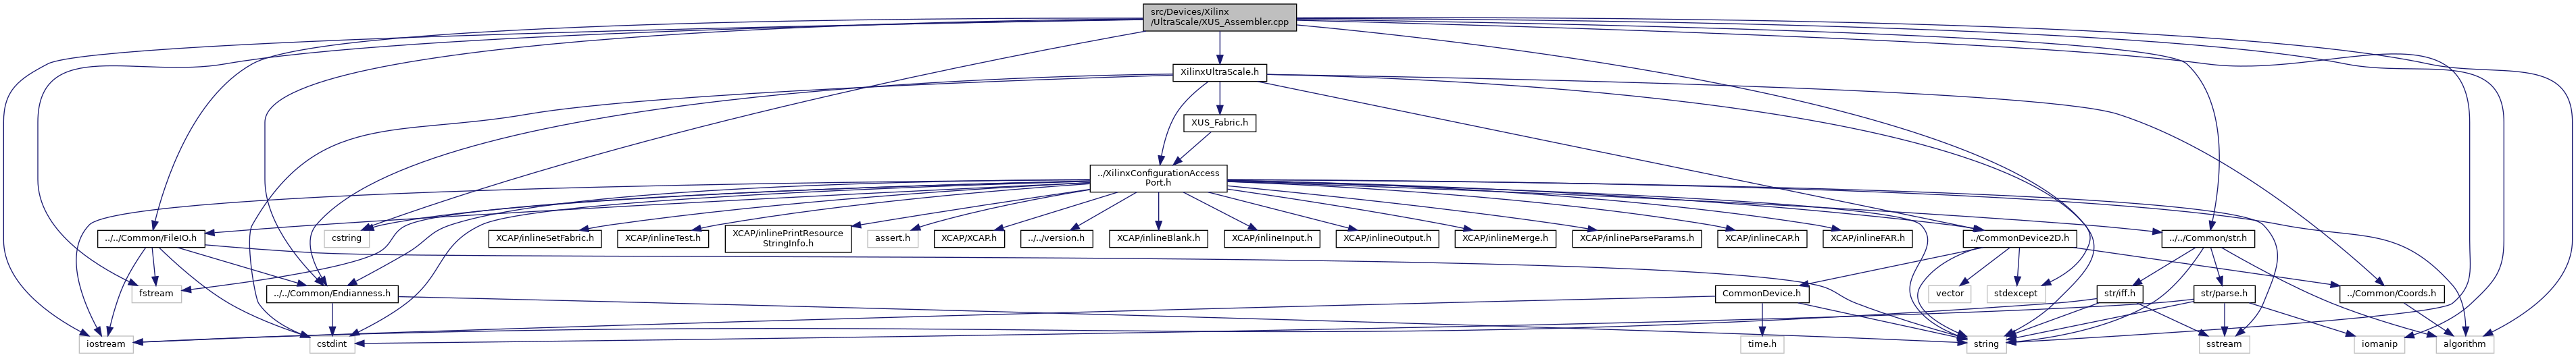 src/Devices/Xilinx
/UltraScale/XUS_Assembler.cpp
XilinxUltraScale.h
XUS_Fabric.h
../XilinxConfigurationAccess
Port.h
../../Common/FileIO.h
cstring
XCAP/inlineSetFabric.h
XCAP/inlineTest.h
XCAP/inlinePrintResource
StringInfo.h
assert.h
XCAP/XCAP.h
../../version.h
XCAP/inlineBlank.h
XCAP/inlineInput.h
XCAP/inlineOutput.h
XCAP/inlineMerge.h
XCAP/inlineParseParams.h
XCAP/inlineCAP.h
XCAP/inlineFAR.h
../CommonDevice2D.h
../../Common/str.h
fstream
../../Common/Endianness.h
CommonDevice.h
vector
stdexcept
str/iff.h
str/parse.h
../Common/Coords.h
iostream
cstdint
time.h
string
sstream
iomanip
algorithm